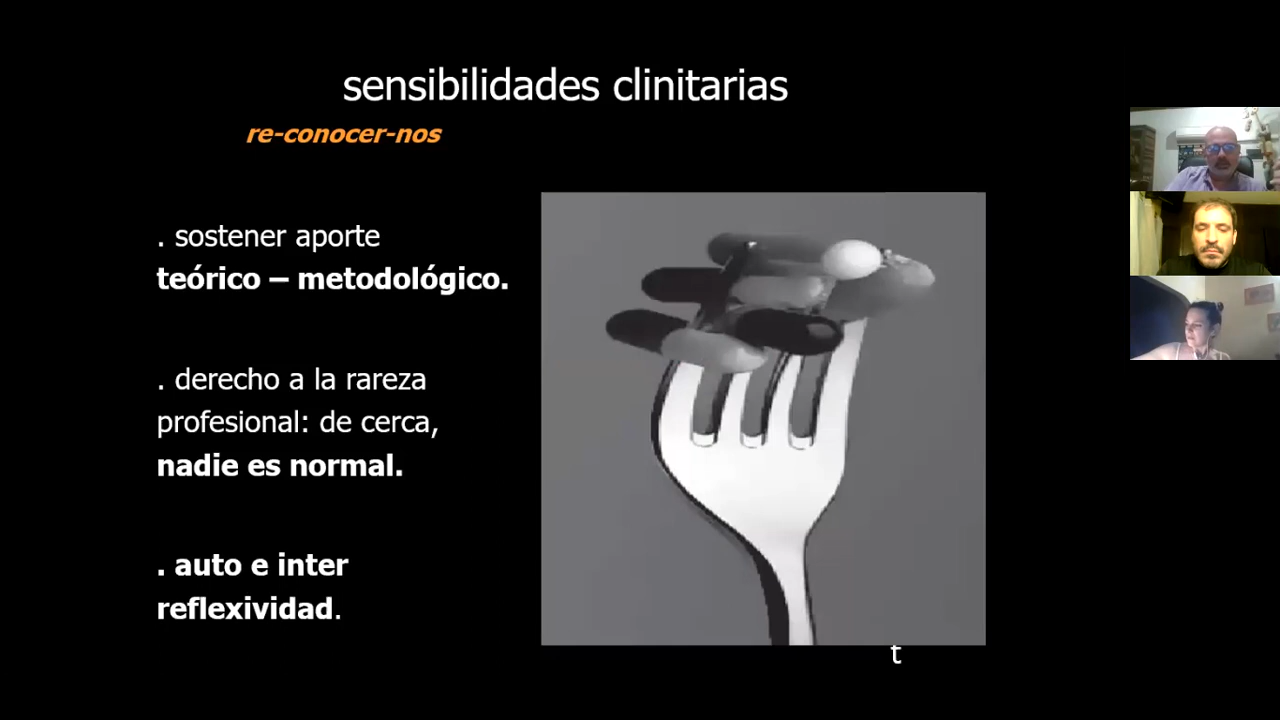 sensibilidades clinitarias
re-conocer-nos
. sostener aporte
teórico – metodológico.
. derecho a la rareza
profesional: de cerca,
nadie es normal.
. auto e inter
reflexividad.
t